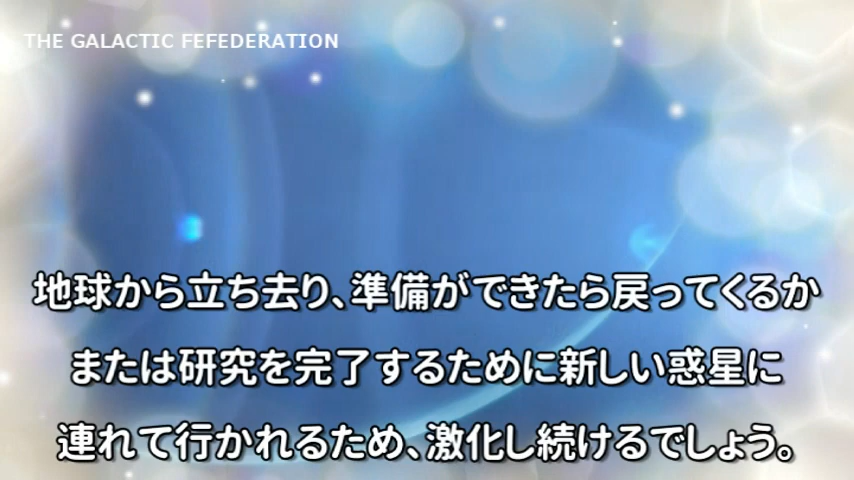 THE GALACTIC FEFEDERATION
地球から立ち去り、準備ができたら戻ってくるか
または研究を完了するために新しい惑星に
連れて行かれるため、激化し続けるでしょう。